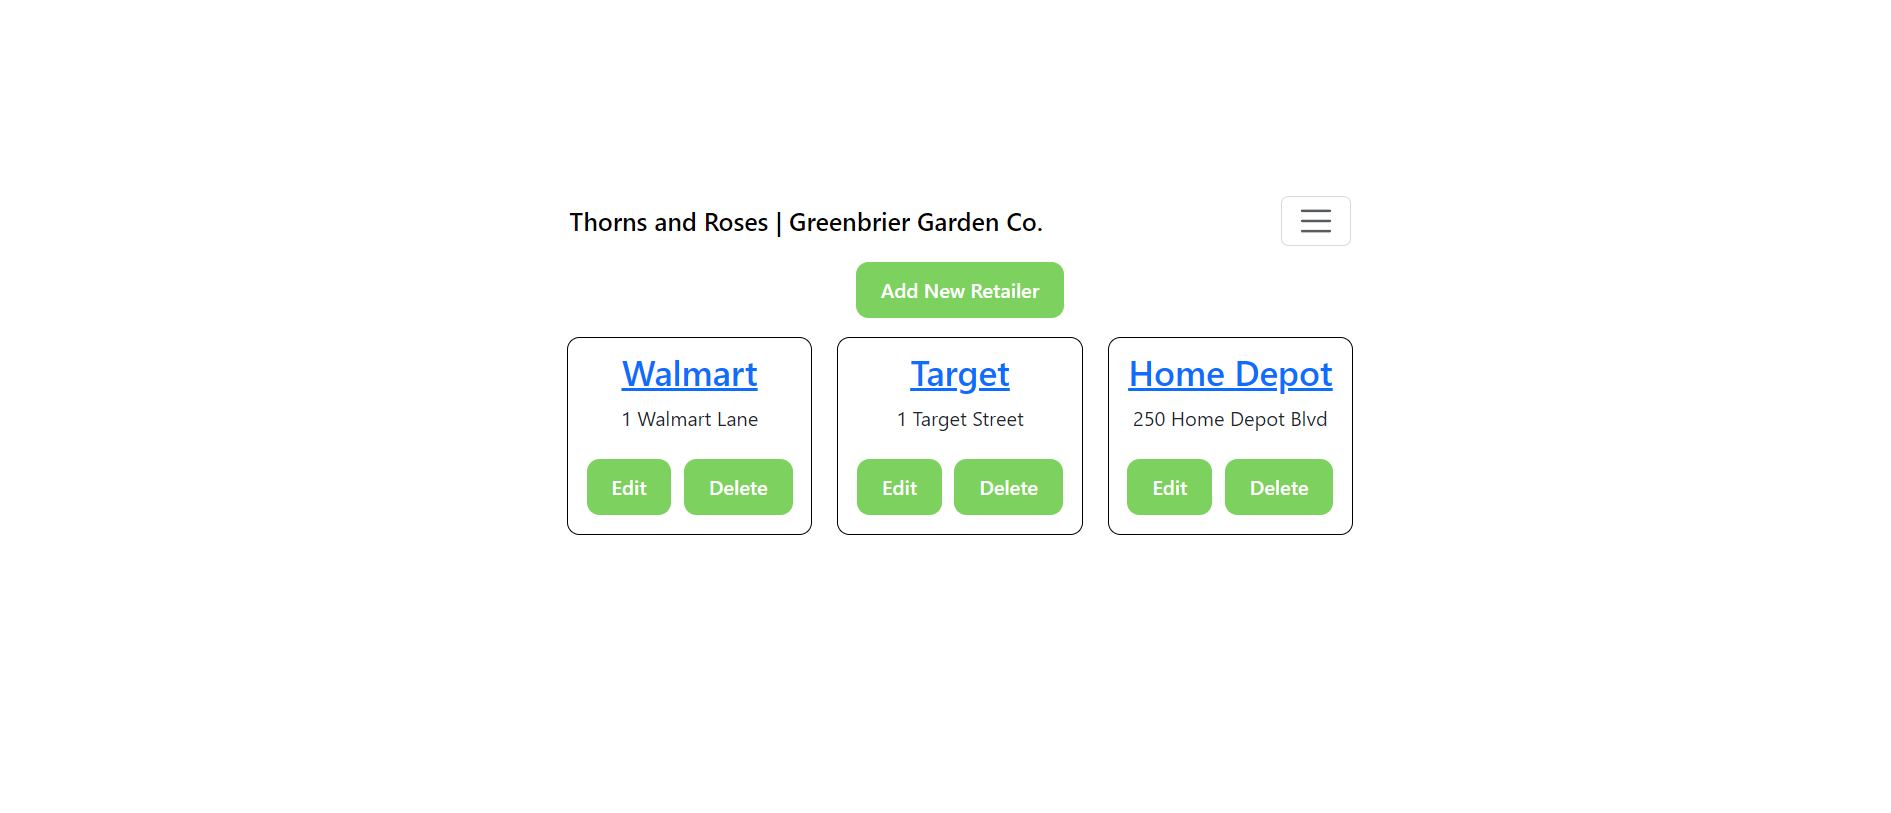 Thorns and Roses | Greenbrier Garden Co.
Add New Retailer
Walmart
1 Walmart Lane
Edit Delete
Target
1 Target Street
Edit Delete
Home Depot
250 Home Depot Blvd
Edit Delete